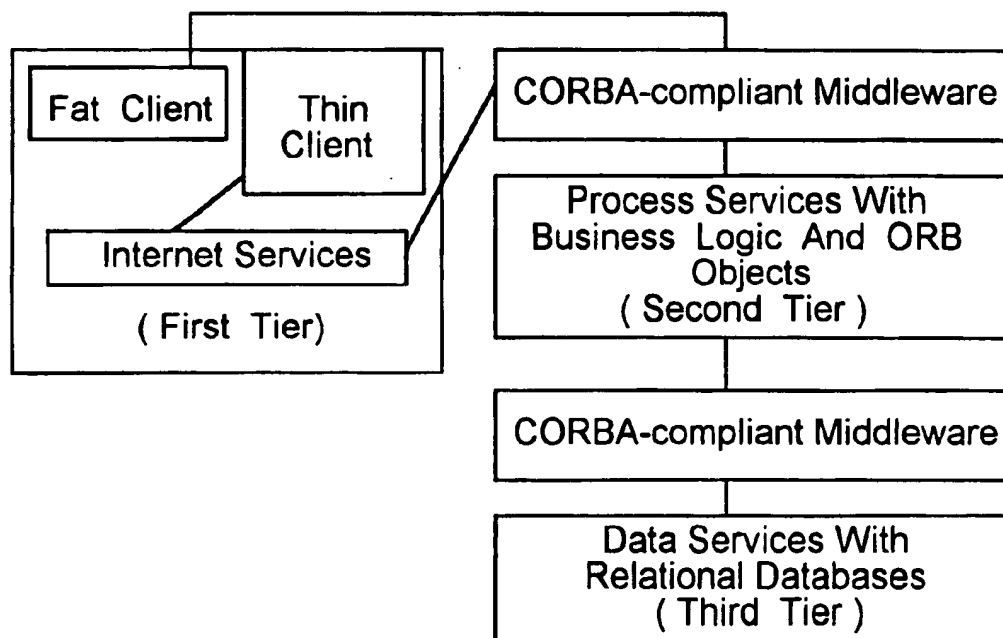 Fat Client
Thin
Client
Internet Services
( First Tier)
CORBA-compliant Middleware
Process Services With
Business Logic And ORB
Objects
( Second Tier )
CORBA-compliant Middleware
Data Services With
Relational Databases
( Third Tier )